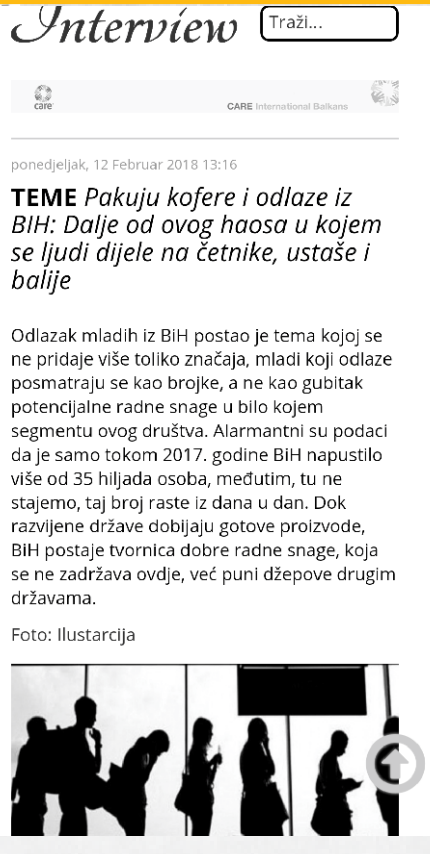 Interview
Traži...
care
CARE International Balkans
ponedjeljak, 12 Februar 2018 13:16
TEME Pakuju kofere i odlaze iz
BIH: Dalje od ovog haosa u kojem
se ljudi dijele na četnike, ustaše i
balije
Odlazak mladih iz BiH postao je tema kojoj se
ne pridaje više toliko značaja, mladi koji odlaze
posmatraju se kao brojke, a ne kao gubitak
potencijalne radne snage u bilo kojem
segmentu ovog društva. Alarmantni su podaci
da je samo tokom 2017. godine BiH napustilo
više od 35 hiljada osoba, međutim, tu ne
stajemo, taj broj raste iz dana u dan. Dok
razvijene države dobijaju gotove proizvode,
BiH postaje tvornica dobre radne snage, koja
se ne zadržava ovdje, već puni džepove drugim
državama.
Foto: Ilustarcija